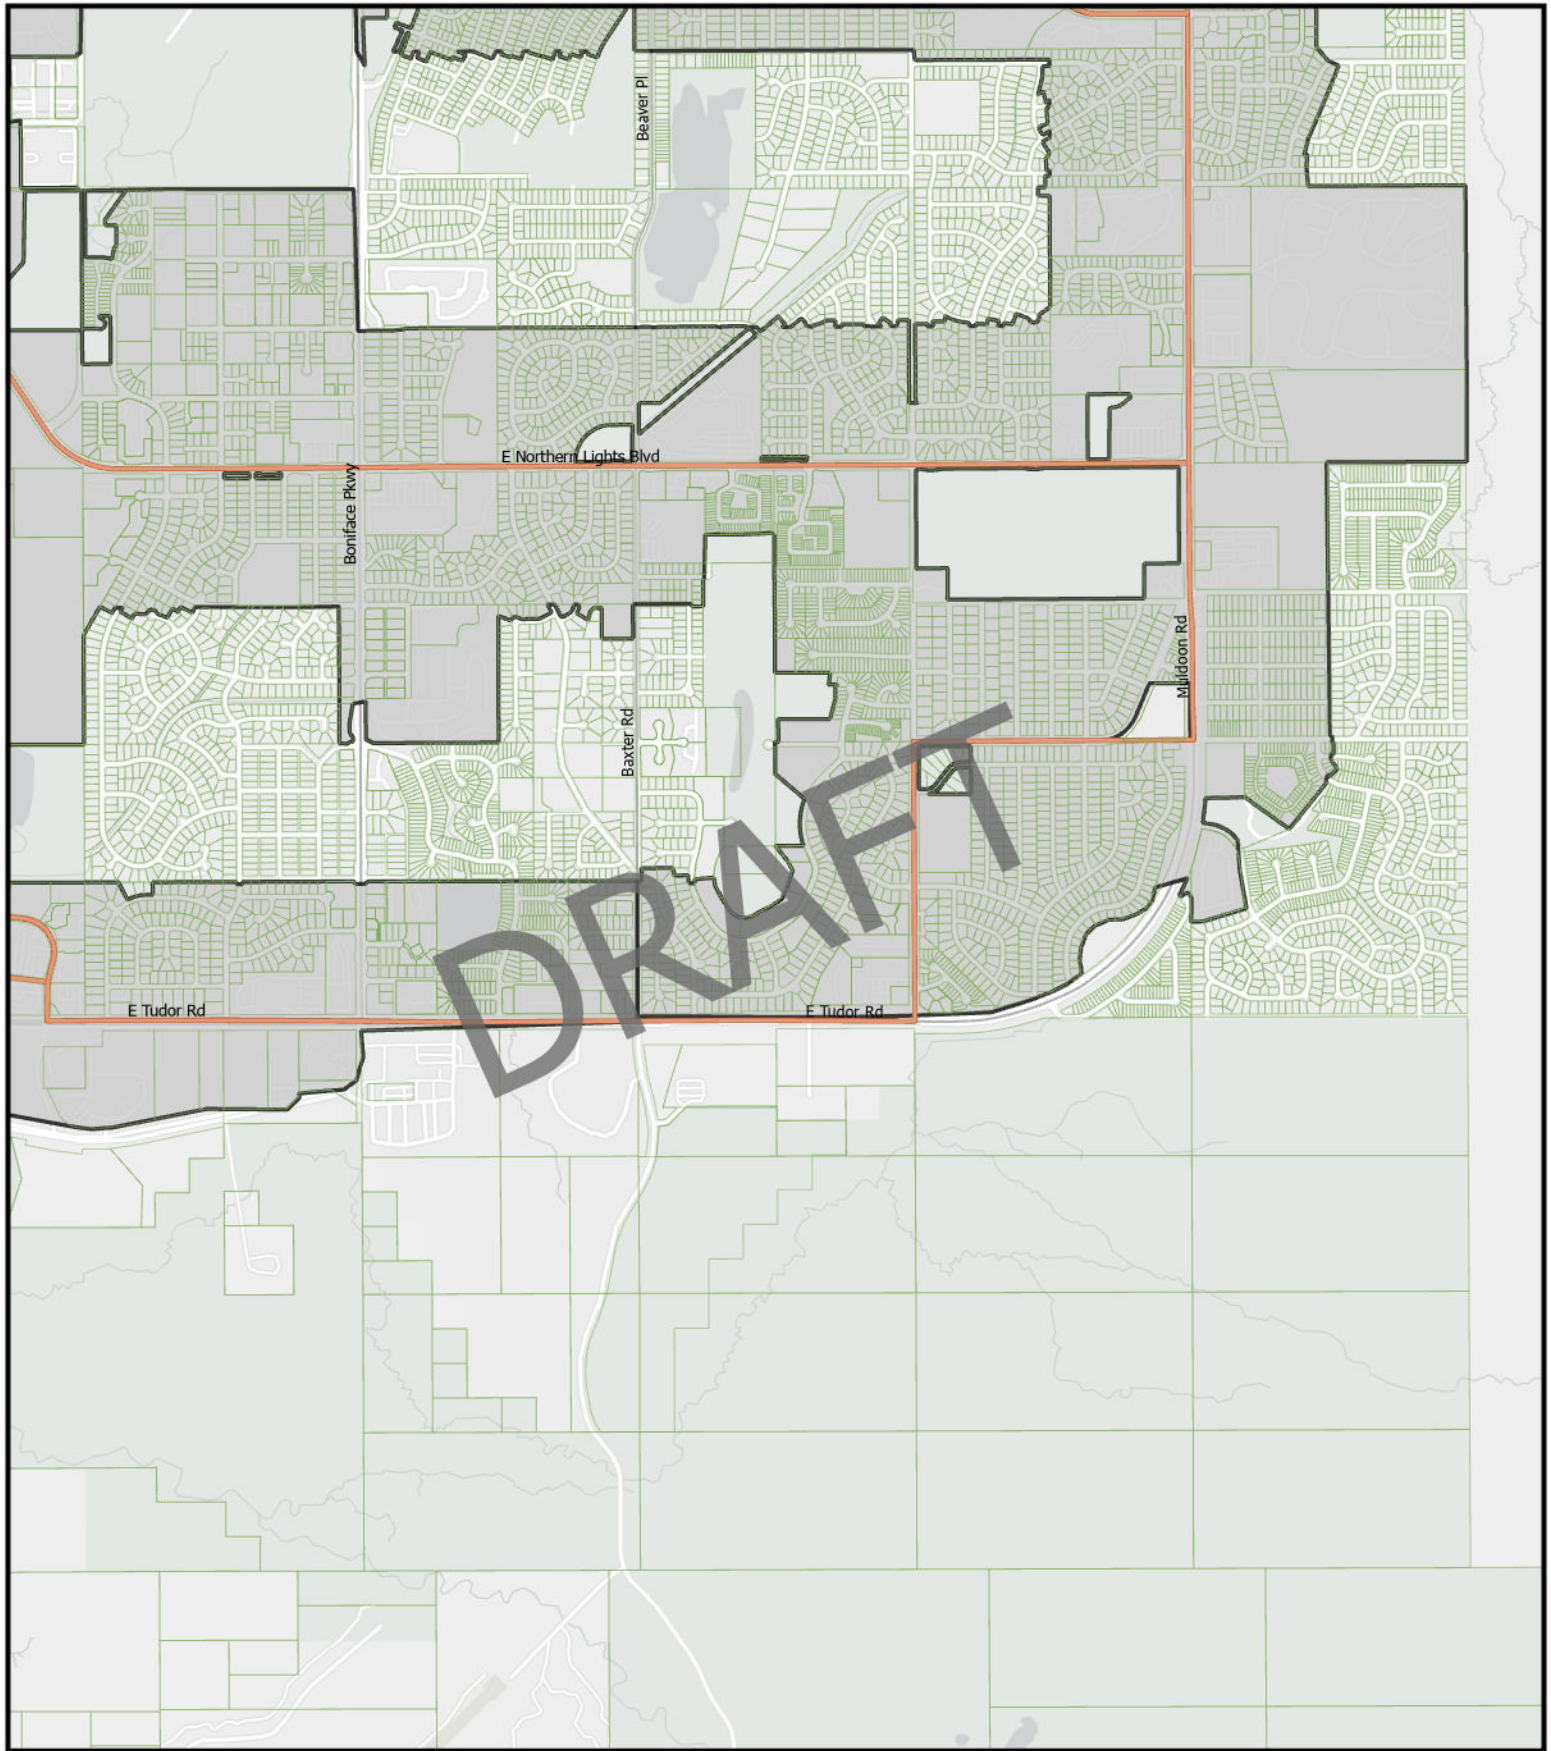 Beaver Pl
E Northern Lights Blvd
Boniface Pkwy
Muldoon Rd
Baxter Rd
DRAFT
E Tudor Rd
E Tudor Rd